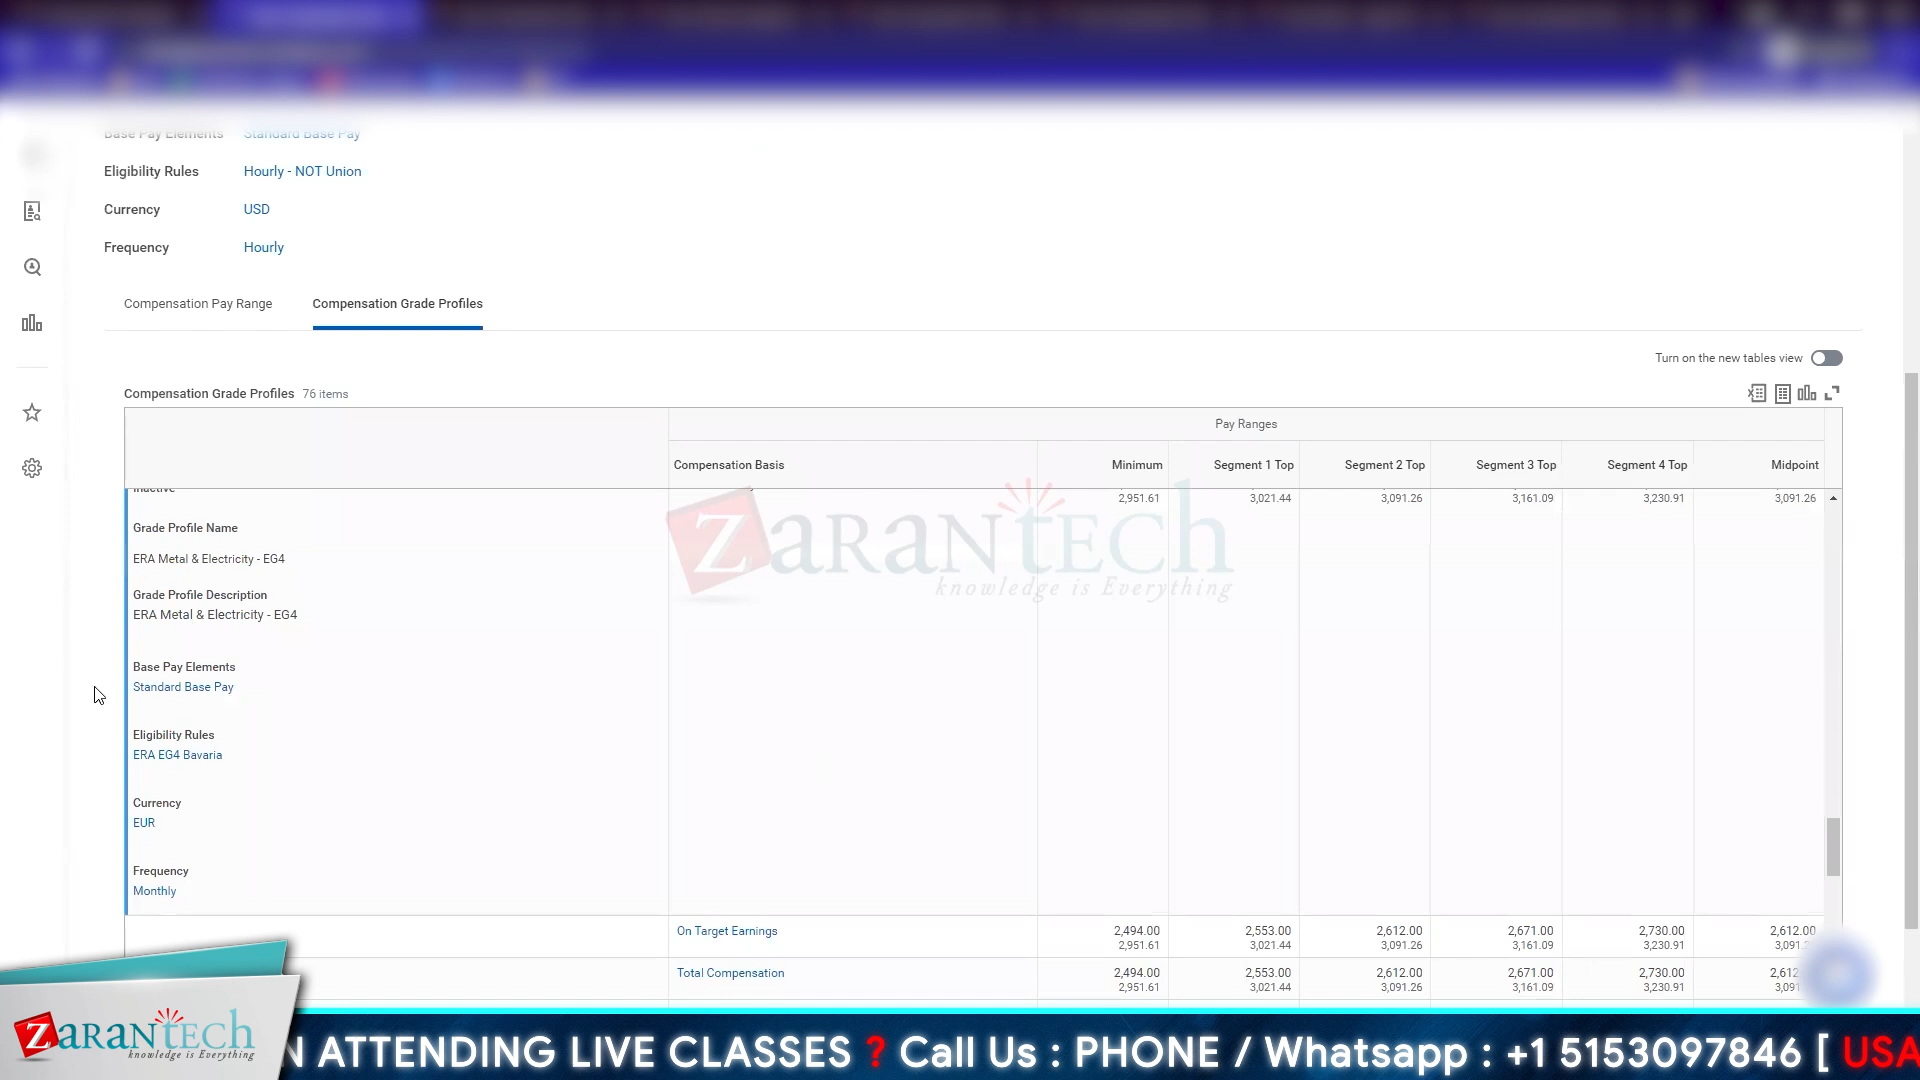 Base Pay Elements Standard Base Pay
Eligibility Rules Hourly - NOT Union
Currency USD
Frequency Hourly
Compensation Pay Range Compensation Grade Profiles
Turn on the new tables view
Compensation Grade Profiles 76 items
Pay Ranges
Compensation Basis Minimum Segment 1 Top Segment 2 Top Segment 3 Top Segment 4 Top Midpoint
Inactive
2,951.61 3,021.44 3,091.26 3,161.09 3,230.91 3,091.26
Grade Profile Name
ERA Metal & Electricity - EG4
Grade Profile Description
ERA Metal & Electricity - EG4
Base Pay Elements
Standard Base Pay
Eligibility Rules
ERA EG4 Bavaria
Currency
EUR
Frequency
Monthly
ZaranTech
knowledge is Everything
On Target Earnings 2,494.00 2,553.00 2,612.00 2,671.00 2,730.00 2,612.00
2,951.61 3,021.44 3,091.26 3,161.09 3,230.91 3,091.2
Total Compensation 2,494.00 2,553.00 2,612.00 2,671.00 2,730.00 2,612
2,951.61 3,021.44 3,091.26 3,161.09 3,230.91 3,091
ZaranTech
knowledge is Everything
N ATTENDING LIVE CLASSES ? Call Us : PHONE / Whatsapp : +1 5153097846 [ USA